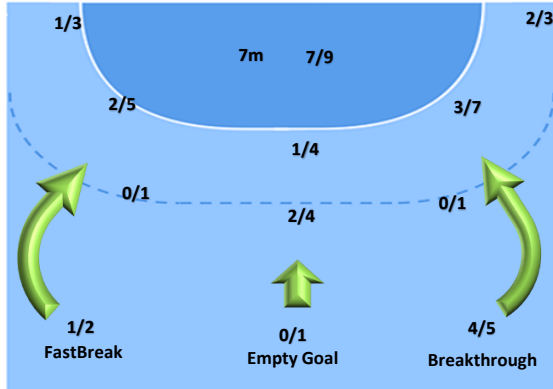 1/3
2/3
7m 7/9
2/5
3/7
1/4
0/1
0/1
2/4
1/2
0/1
4/5
FastBreak
Empty Goal
Breakthrough